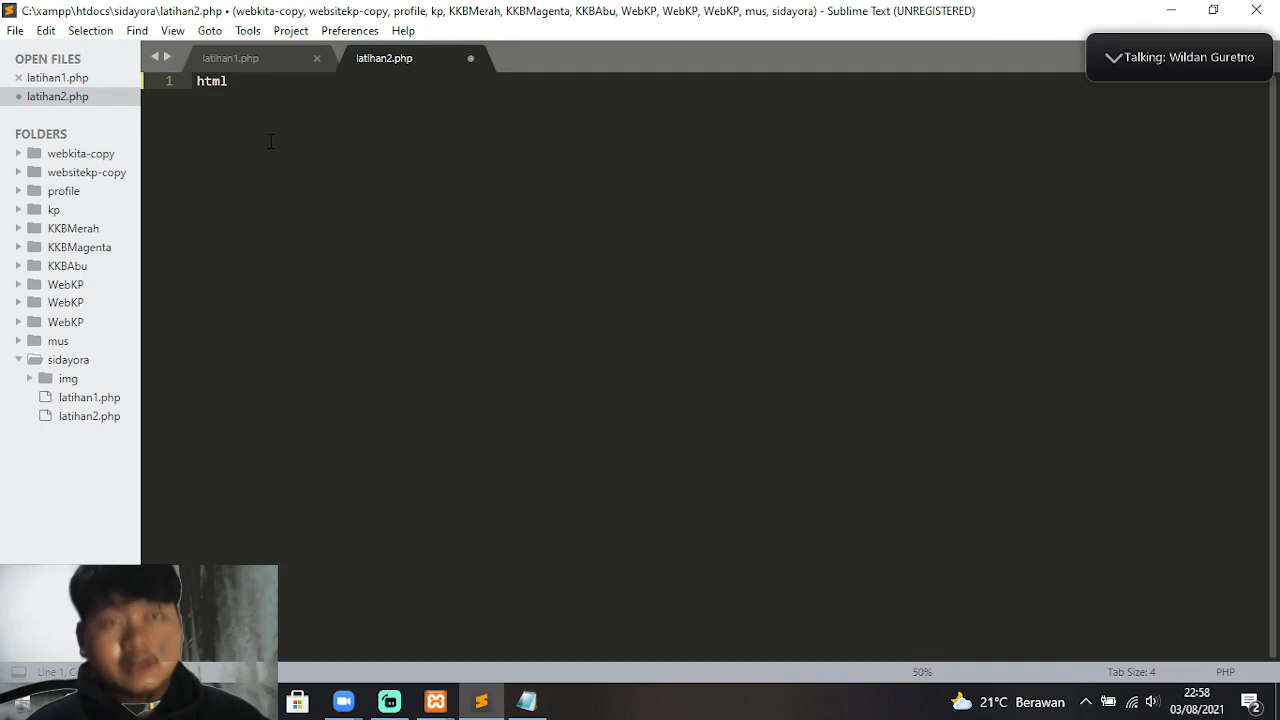 C:\xampp\htdocs\sidayora\latihan2.php • (webkita-copy, websitekp-copy, profile, kp, KKBMerah, KKBMagenta, KKBAbu, WebKP, WebKP, WebKP, mus, sidayora) - Sublime Text (UNREGISTERED)
File Edit Selection Find View Goto Tools Project Preferences Help
Talking: Wildan Guretno
OPEN FILES
latihan1.php
latihan2.php
FOLDERS
webkita-copy
websitekp-copy
profile
kp
KKBMerah
KKBMagenta
KKBAbu
WebKP
WebKP
WebKP
mus
sidayora
img
latihan1.php
latihan2.php
latihan1.php
latihan2.php
1 html
Line 1,
50%
Tab Size: 4
PHP
21°C Berawan
22:58
03/08/2021
2